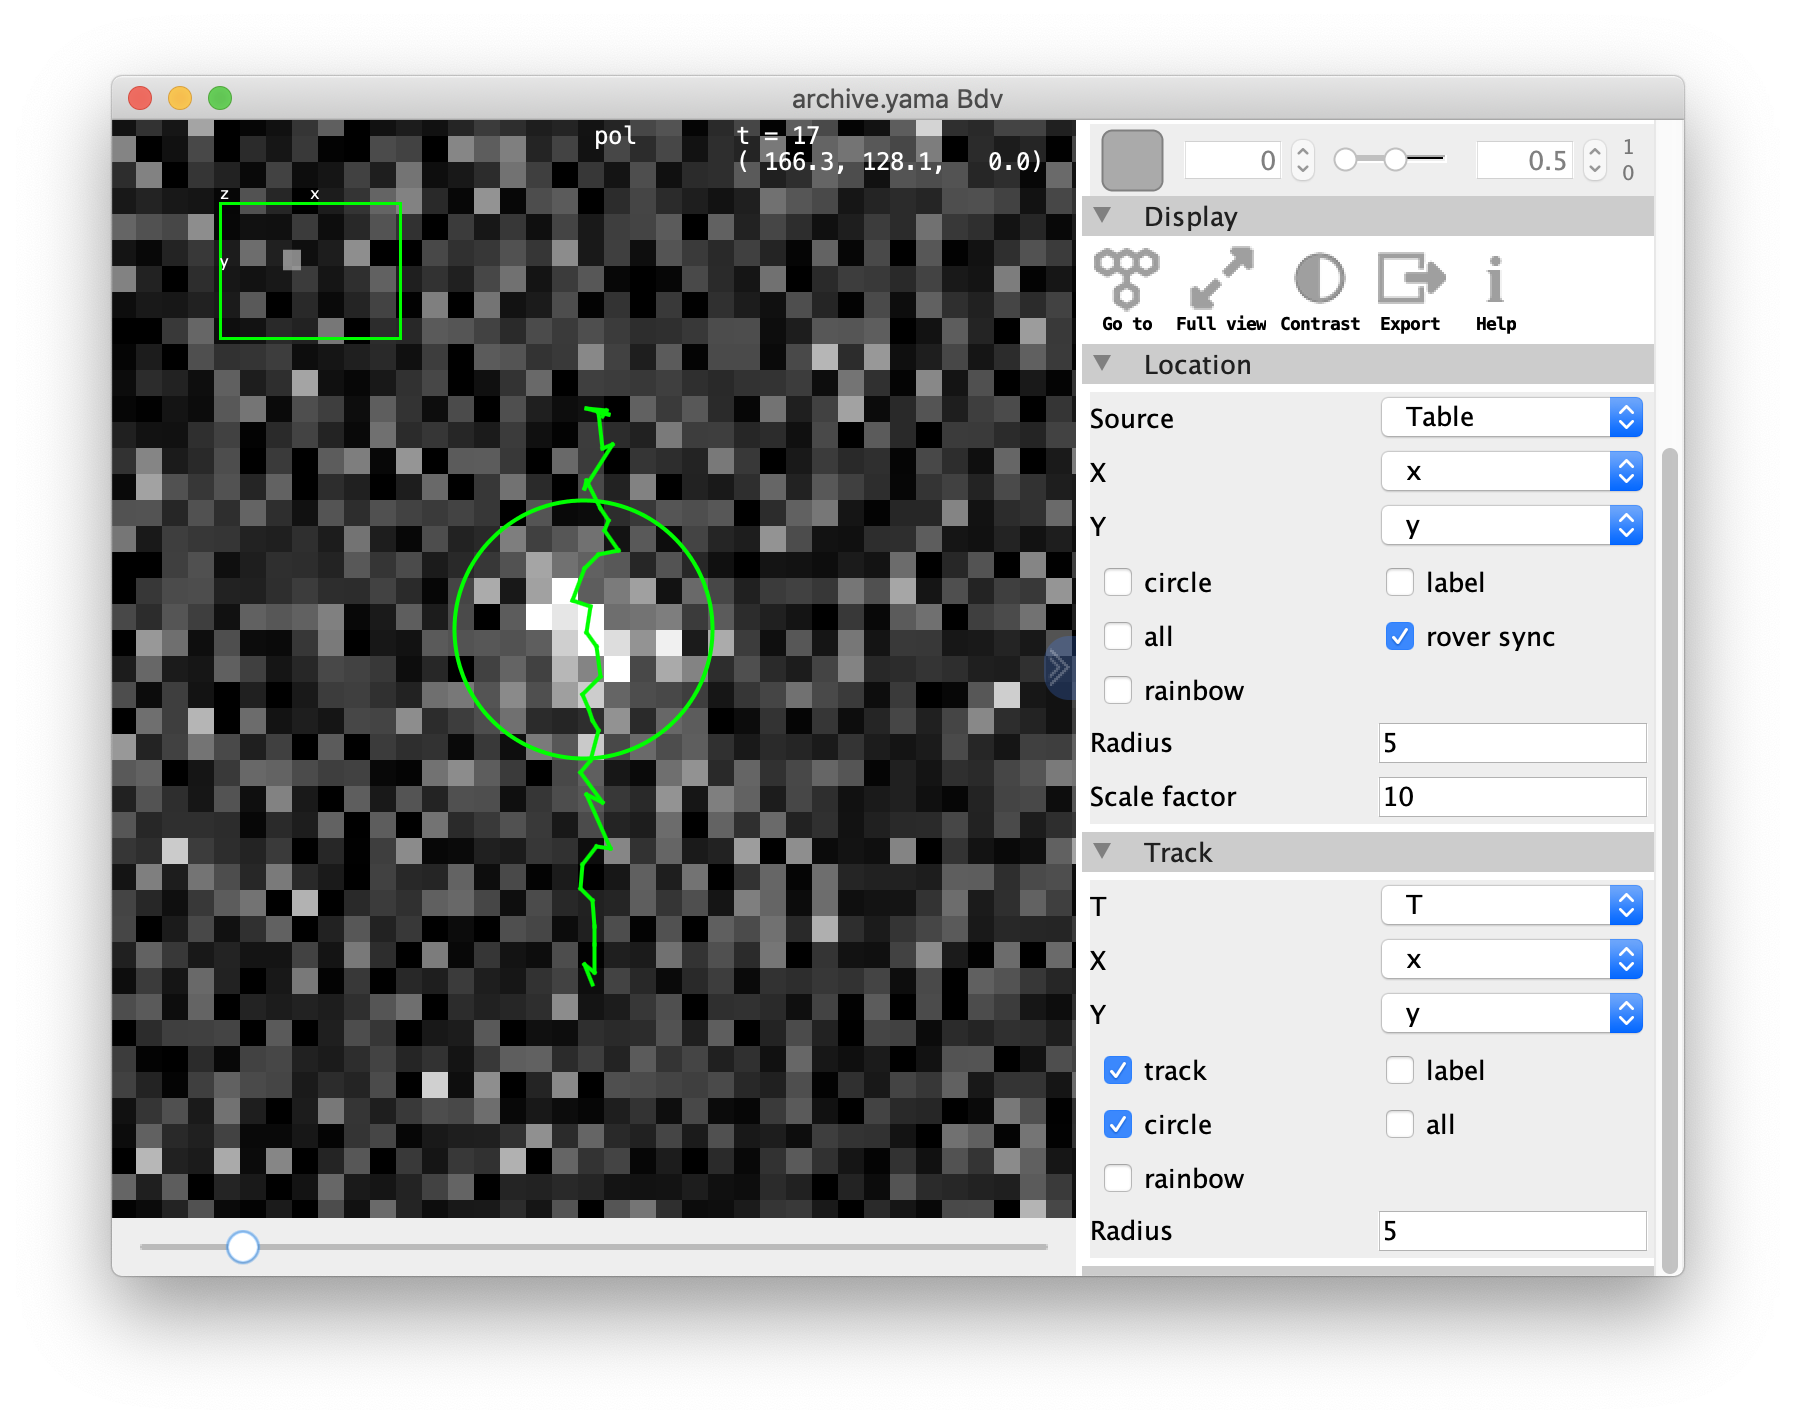 archive.yama Bdv
pol t = 17
( 166.3, 128.1, 0.0)
z x
y
0 0.5 1
0
Display
Go to Full view Contrast Export Help
Location
Source Table
X x
Y y
circle label
all rover sync
rainbow
Radius 5
Scale factor 10
Track
T T
X x
Y y
track label
circle all
rainbow
Radius 5